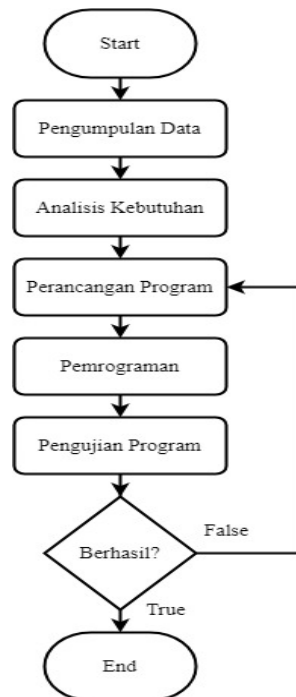 Start
Pengumpulan Data
Analisis Kebutuhan
Perancangan Program
Pemrograman
Pengujian Program
Berhasil?
False
True
End